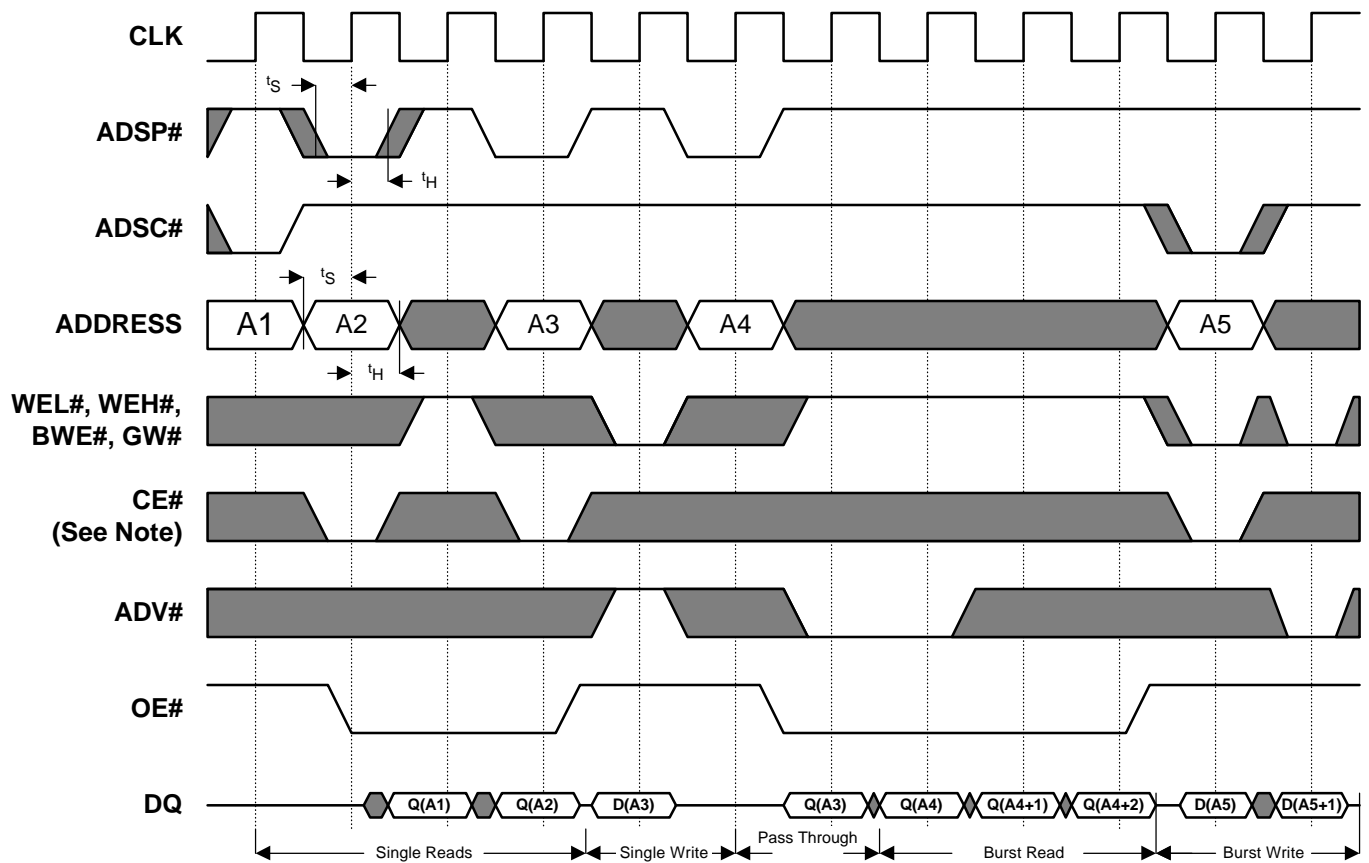 CLK
tS
ADSP#
tH
ADSC#
tS
ADDRESS
A1 A2 A3 A4 A5
tH
WEL#, WEH#,
BWE#, GW#
CE#
(See Note)
ADV#
OE#
DQ
Q(A1) Q(A2) D(A3) Q(A3) Q(A4) Q(A4+1) Q(A4+2) D(A5) D(A5+1)
Single Reads Single Write Pass Through Burst Read Burst Write